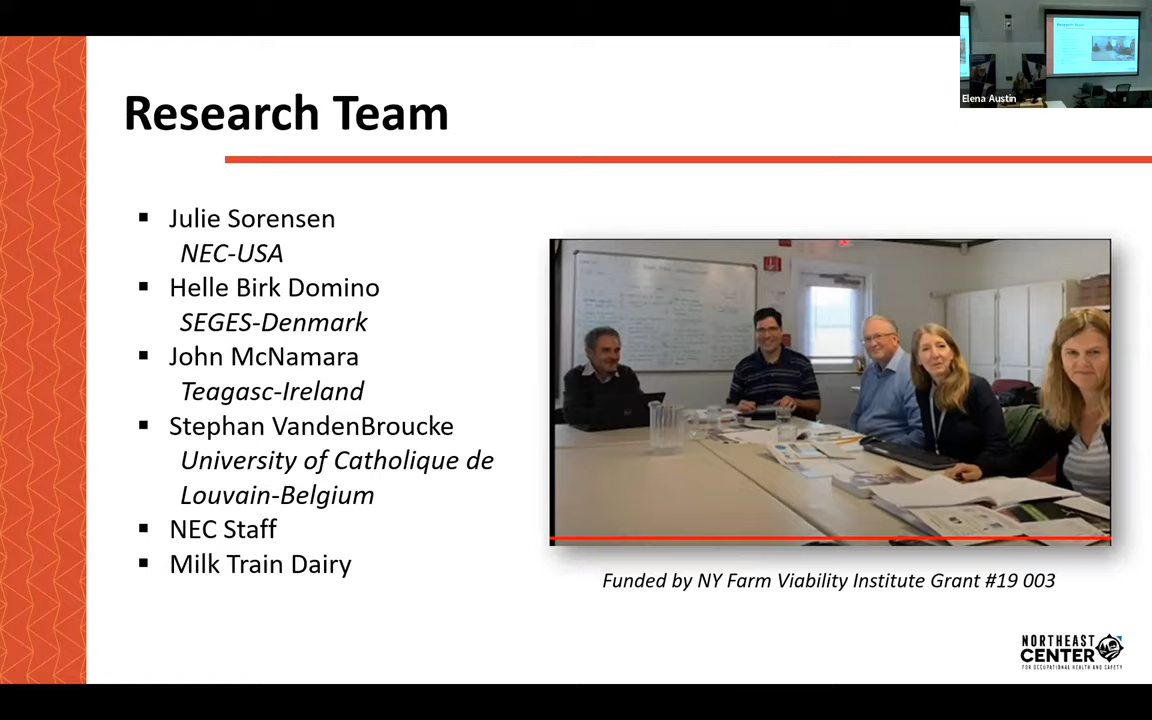 Elena Austin
Research Team
Julie Sorensen
NEC-USA
Helle Birk Domino
SEGES-Denmark
John McNamara
Teagasc-Ireland
Stephan VandenBroucke
University of Catholique de
Louvain-Belgium
NEC Staff
Milk Train Dairy
Funded by NY Farm Viability Institute Grant #19 003
NORTHEAST
CENTER
FOR OCCUPATIONAL HEALTH AND SAFETY